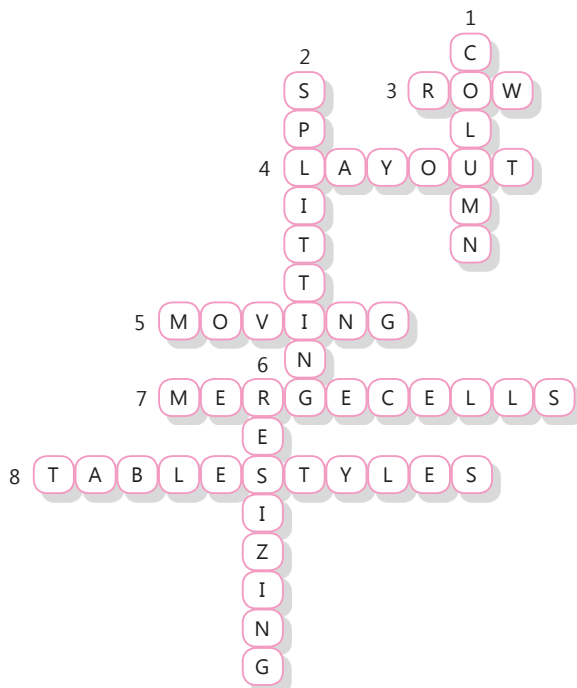 1
C
2
S 3 R O W
P L
4 L A Y O U T
I M
T N
T
5 M O V I N G
6 N
7 M E R G E C E L L S
E
8 T A B L E S T Y L E S
I
Z
I
N
G